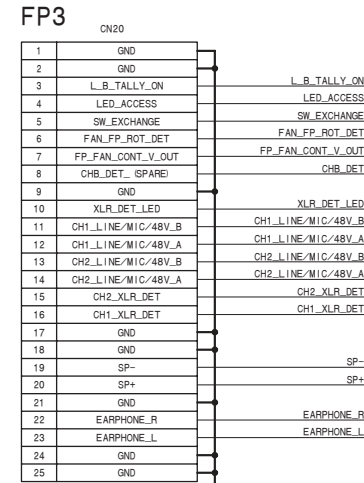 FP3
CN20
1 GND
2 GND
3 L_B_TALLY_ON L_B_TALLY_ON
4 LED_ACCESS LED_ACCESS
5 SW_EXCHANGE SW_EXCHANGE
6 FAN_FP_ROT_DET FAN_FP_ROT_DET
7 FP_FAN_CONT_V_OUT FP_FAN_CONT_V_OUT
8 CHB_DET_ (SPARE) CHB_DET
9 GND
10 XLR_DET_LED XLR_DET_LED
11 CH1_LINE/MIC/48V_B CH1_LINE/MIC/48V_B
12 CH1_LINE/MIC/48V_A CH1_LINE/MIC/48V_A
13 CH2_LINE/MIC/48V_B CH2_LINE/MIC/48V_B
14 CH2_LINE/MIC/48V_A CH2_LINE/MIC/48V_A
15 CH2_XLR_DET CH2_XLR_DET
16 CH1_XLR_DET CH1_XLR_DET
17 GND
18 GND
19 SP- SP-
20 SP+ SP+
21 GND
22 EARPHONE_R EARPHONE_R
23 EARPHONE_L EARPHONE_L
24 GND
25 GND